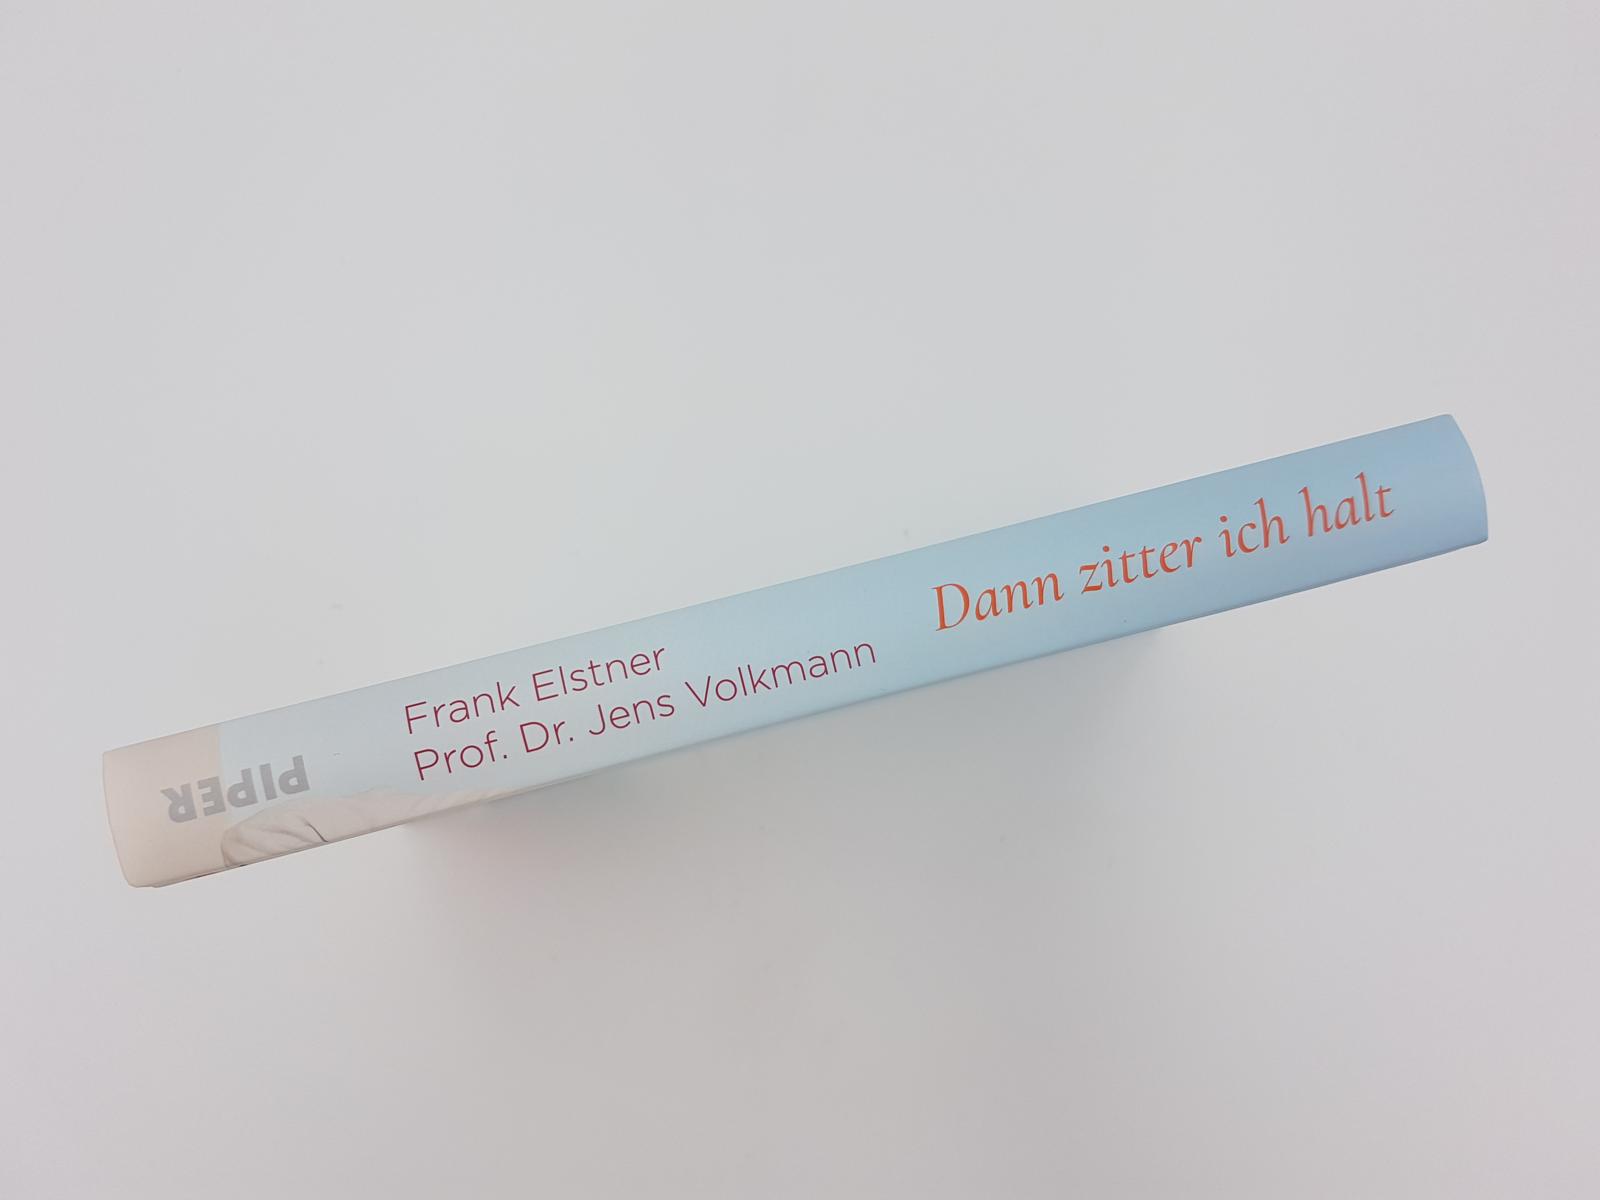 Frank Elstner
Prof. Dr. Jens Volkmann
Dann zitter ich halt
PIPER